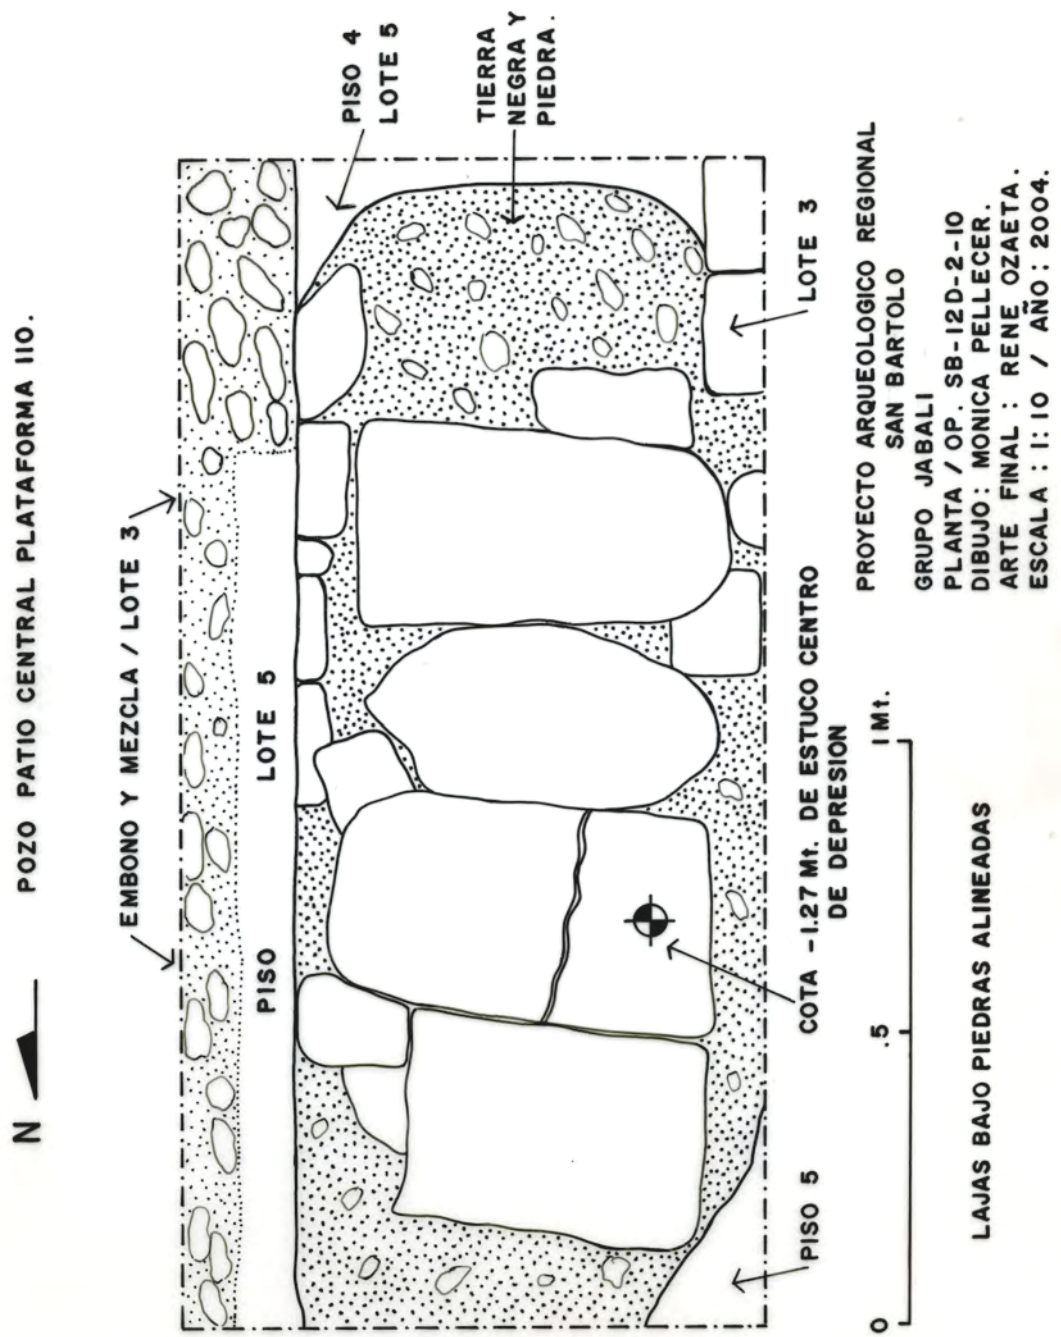 N
POZO PATIO CENTRAL PLATAFORMA 110.
EMBONO Y MEZCLA / LOTE 3
PISO LOTE 5
PISO 4
LOTE 5
TIERRA
NEGRA Y
PIEDRA.
LOTE 3
COTA -1.27 Mt. DE ESTUCO CENTRO
DE DEPRESION
PISO 5
0 .5 1 Mt.
LAJAS BAJO PIEDRAS ALINEADAS
PROYECTO ARQUEOLOGICO REGIONAL
SAN BARTOLO
GRUPO JABALI
PLANTA / OP. SB-12D-2-10
DIBUJO: MONICA PELLECER.
ARTE FINAL : RENE OZAETA.
ESCALA : 1: 10 / AÑO: 2004.